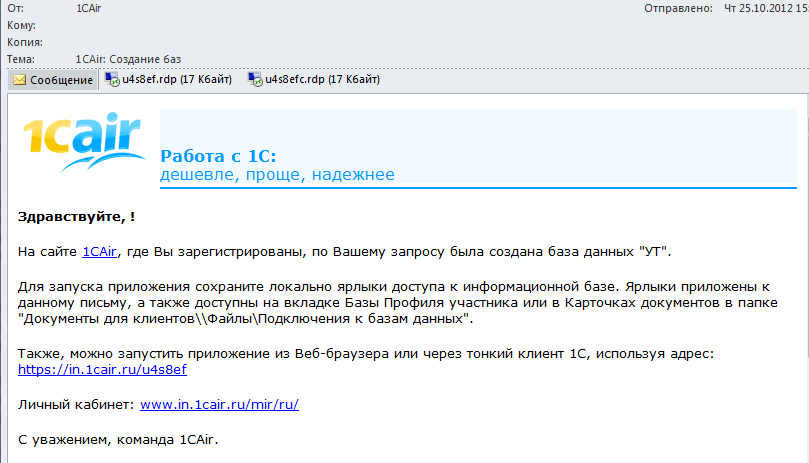 От: 1CAir Отправлено: Чт 25.10.2012 15:
Кому:
Копия:
Тема: 1CAir: Создание баз
Сообщение u4s8ef.rdp (17 Кбайт) u4s8efc.rdp (17 Кбайт)
1cair
Работа с 1С:
дешевле, проще, надежнее
Здравствуйте, !
На сайте 1CAir, где Вы зарегистрированы, по Вашему запросу была создана база данных "УТ".
Для запуска приложения сохраните локально ярлыки доступа к информационной базе. Ярлыки приложены к
данному письму, а также доступны на вкладке Базы Профиля участника или в Карточках документов в папке
"Документы для клиентов\\Файлы\Подключения к базам данных".
Также, можно запустить приложение из Веб-браузера или через тонкий клиент 1С, используя адрес:
https://in.1cair.ru/u4s8ef
Личный кабинет: www.in.1cair.ru/mir/ru/
С уважением, команда 1CAir.